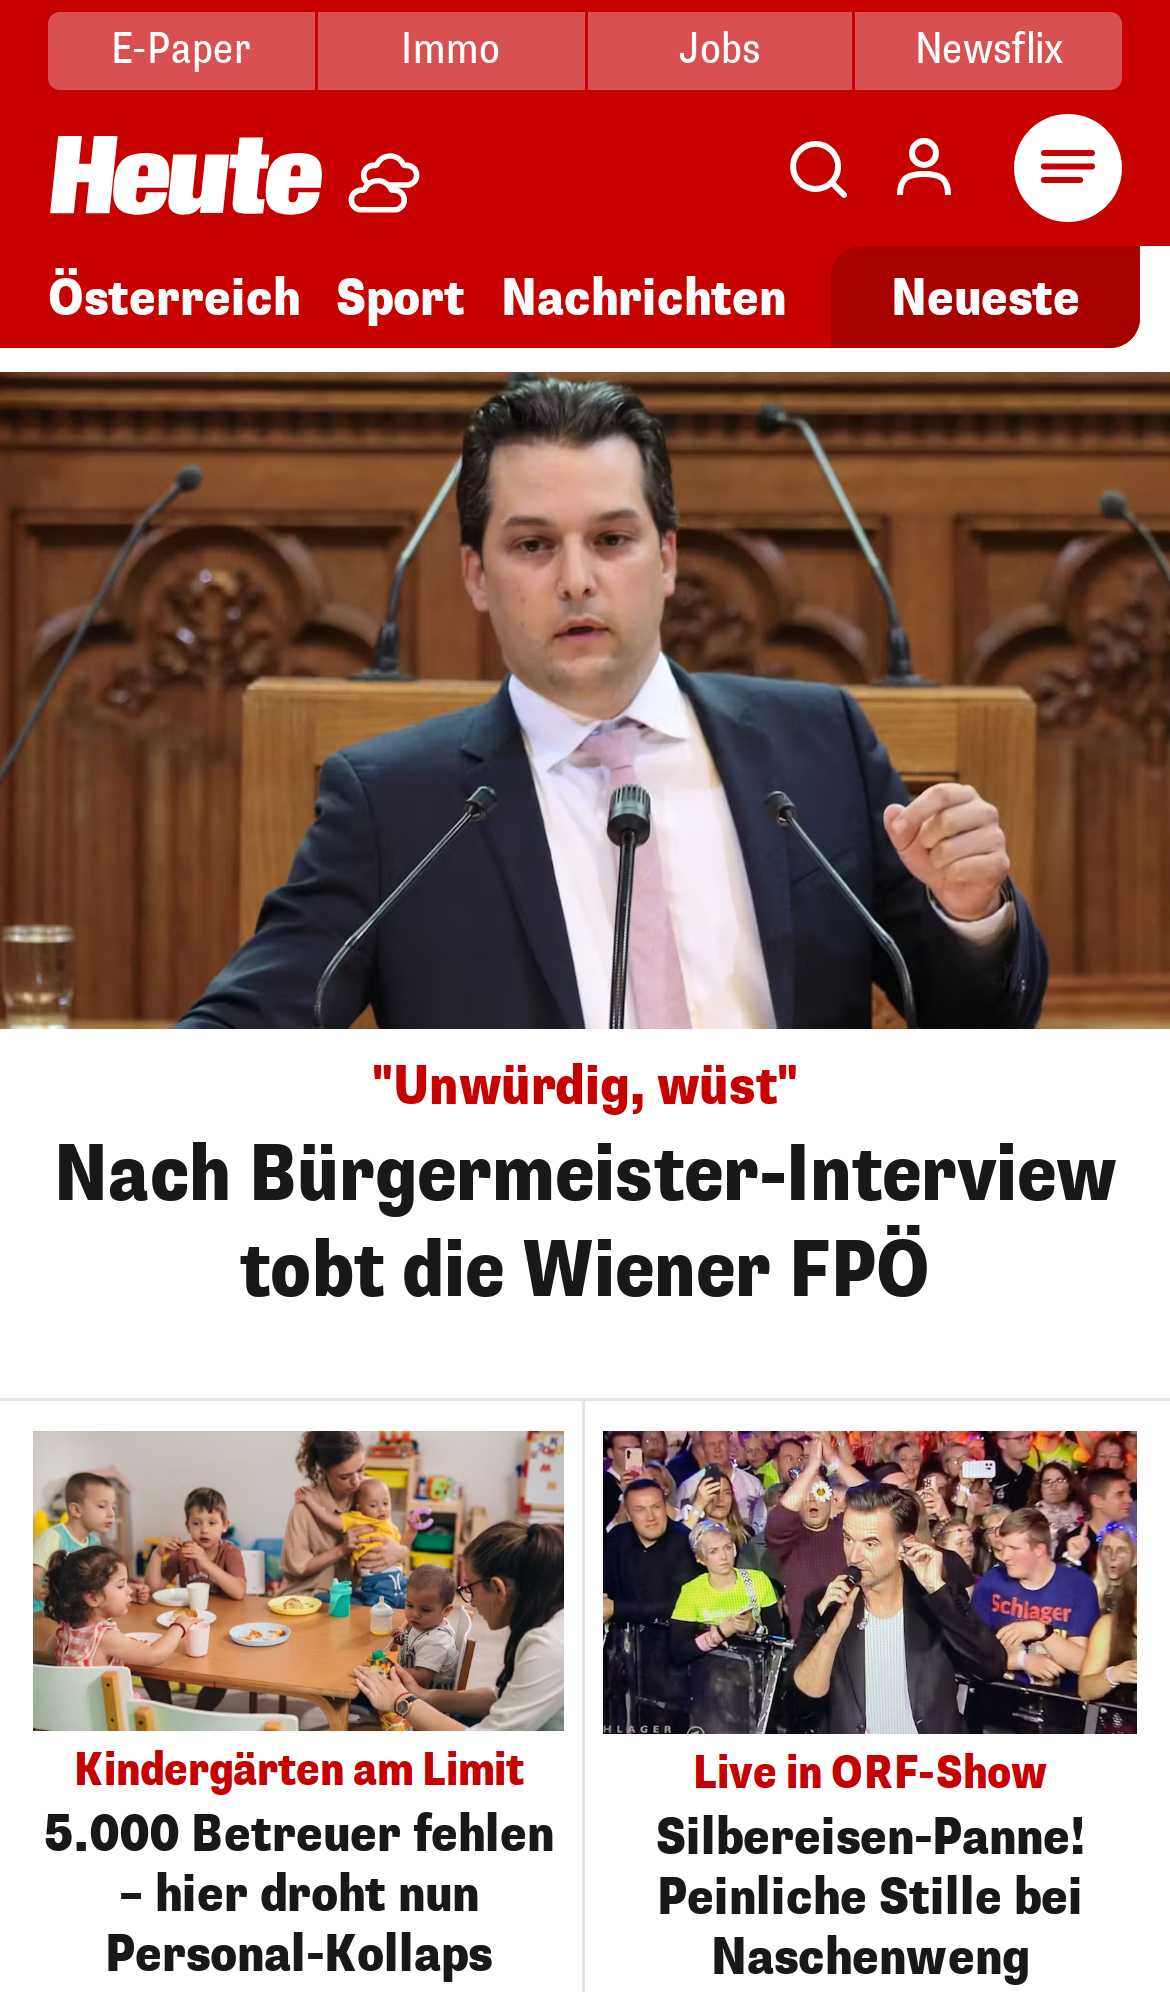 E-Paper
Immo
Jobs
Newsflix
Heute
Österreich
Sport
Nachrichten
Neueste
"Unwürdig, wüst"
Nach Bürgermeister-Interview
tobt die Wiener FPÖ
Kindergärten am Limit
5.000 Betreuer fehlen
– hier droht nun
Personal-Kollaps
Schlager
HLAGER
Live in ORF-Show
Silbereisen-Panne!
Peinliche Stille bei
Naschenweng